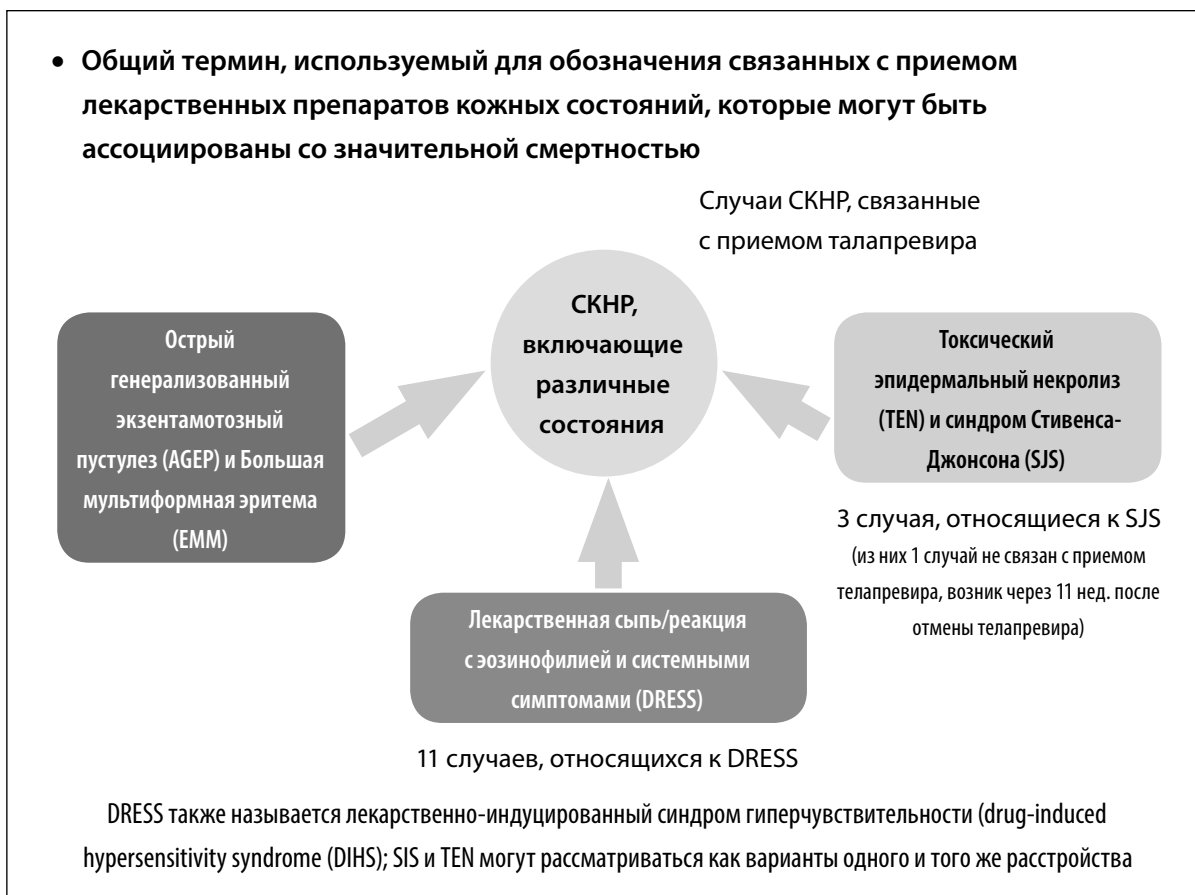 • Общий термин, используемый для обозначения связанных с приемом
лекарственных препаратов кожных состояний, которые могут быть
ассоциированы со значительной смертностью
Случаи СКНР, связанные
с приемом талапревира
СКНР,
включающие
различные
состояния
Острый
генерализованный
экзентамотозный
пустулез (AGEP) и Большая
мультиформная эритема
(EMM)
Токсический
эпидермальный некролиз
(TEN) и синдром Стивенса-
Джонсона (SJS)
3 случая, относящиеся к SJS
(из них 1 случай не связан с приемом
телапревира, возник через 11 нед. после
отмены телапревира)
Лекарственная сыпь/реакция
с эозинофилией и системными
симптомами (DRESS)
11 случаев, относящихся к DRESS
DRESS также называется лекарственно-индуцированный синдром гиперчувствительности (drug-induced
hypersensitivity syndrome (DIHS); SIS и TEN могут рассматриваться как варианты одного и того же расстройства